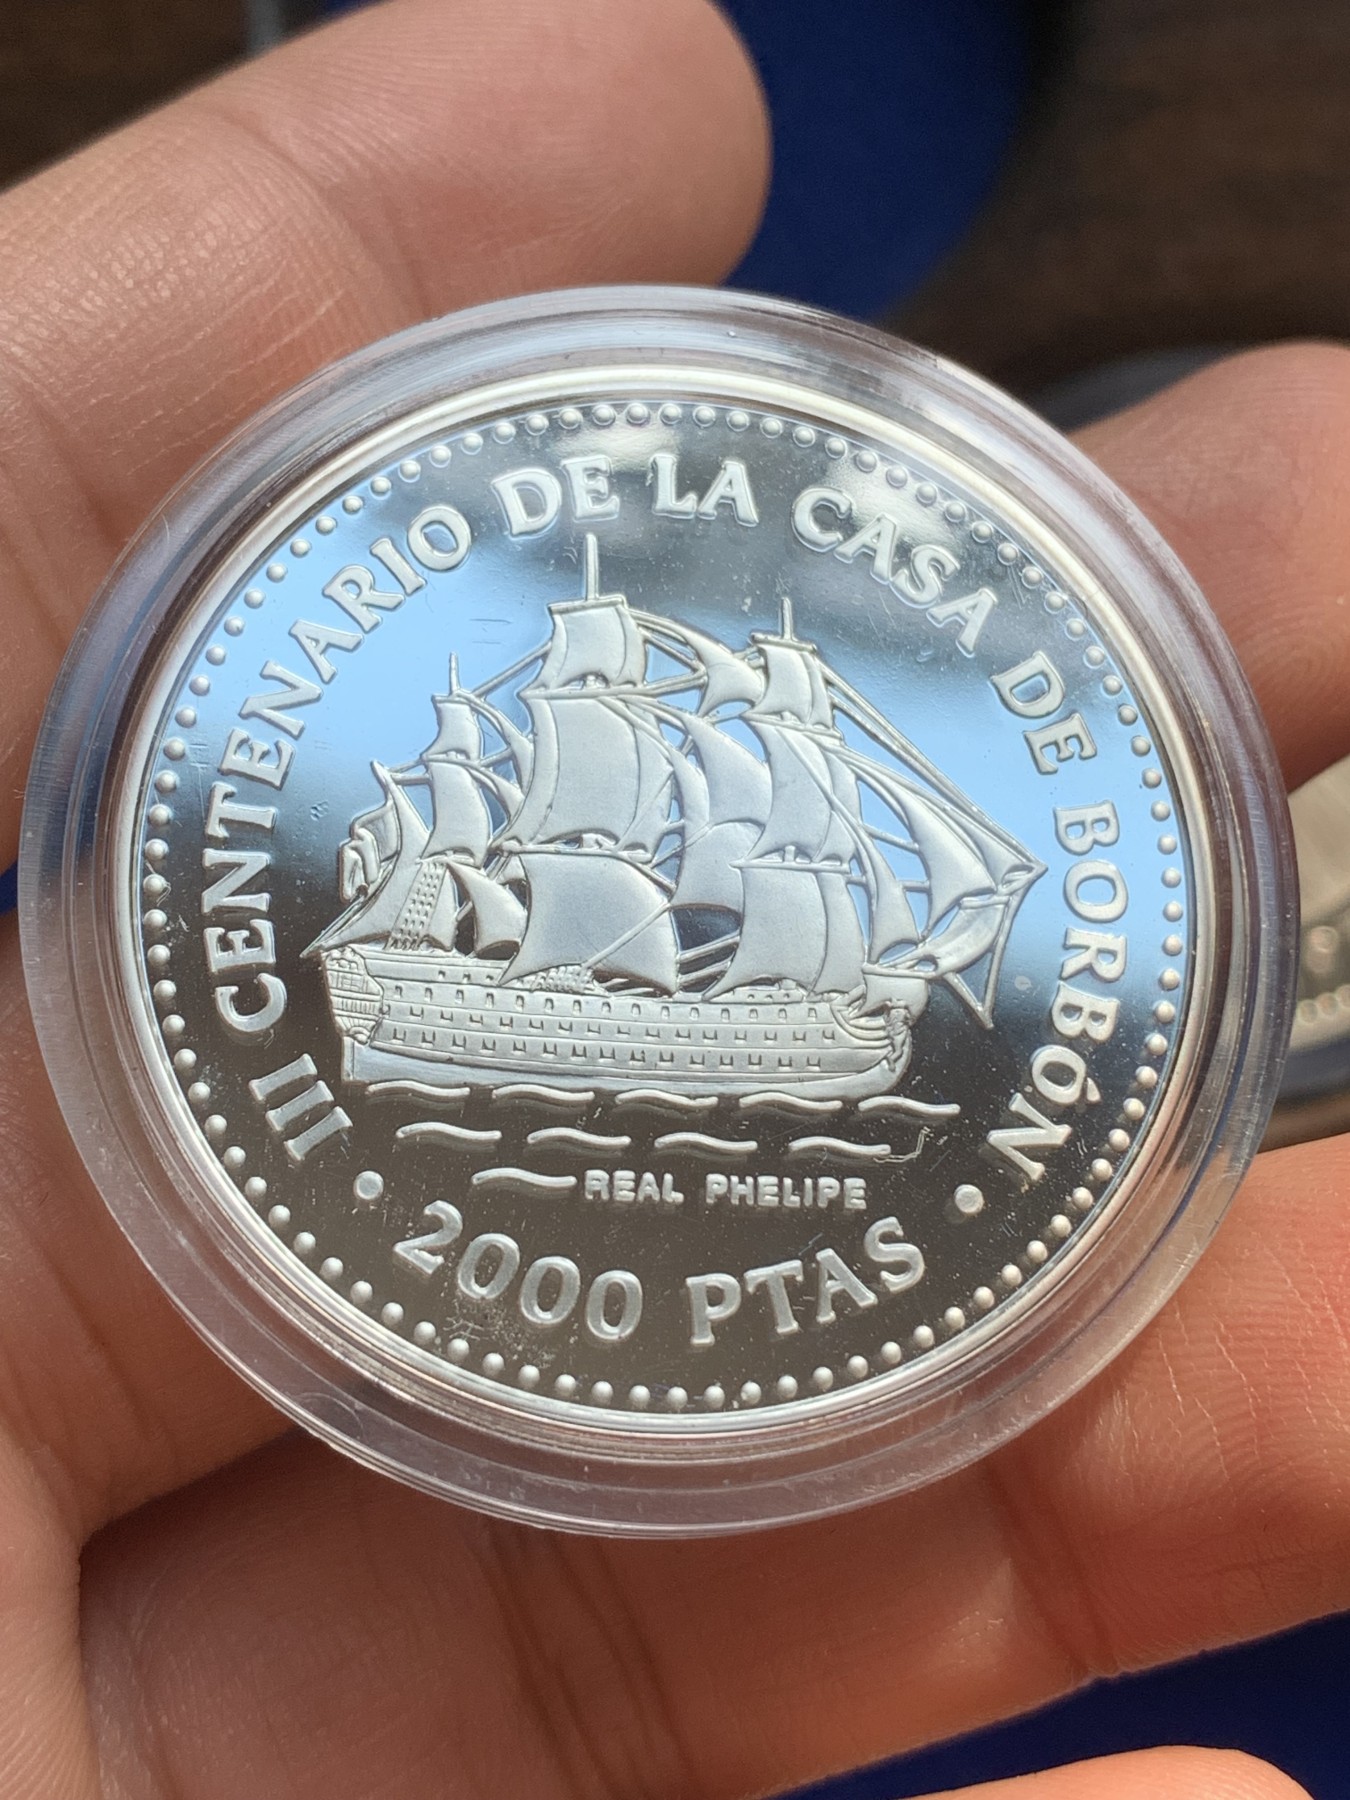 III CENTENARIO DE LA CASA DE BORBÓN
REAL PHELIPE
• 2000 PTAS •